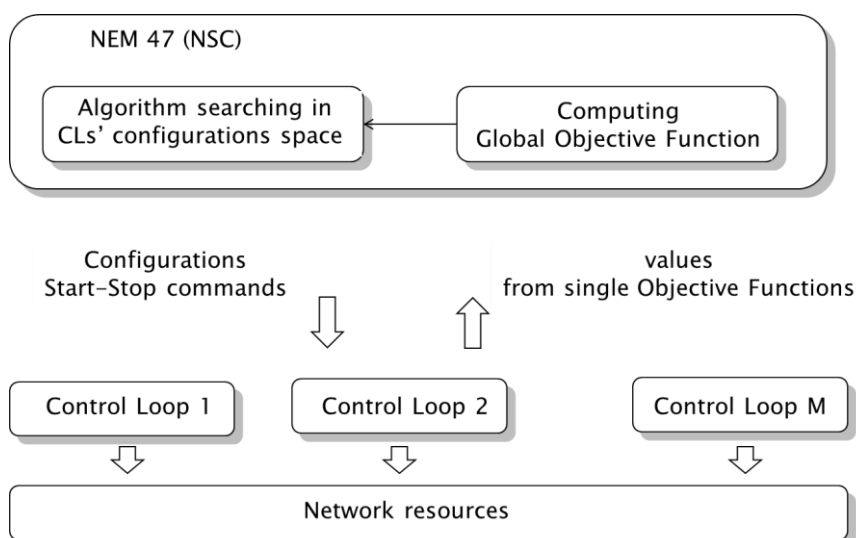 NEM 47 (NSC)
Algorithm searching in
CLs’ configurations space
Computing
Global Objective Function
Configurations
Start-Stop commands
values
from single Objective Functions
Control Loop 1
Control Loop 2
Control Loop M
Network resources